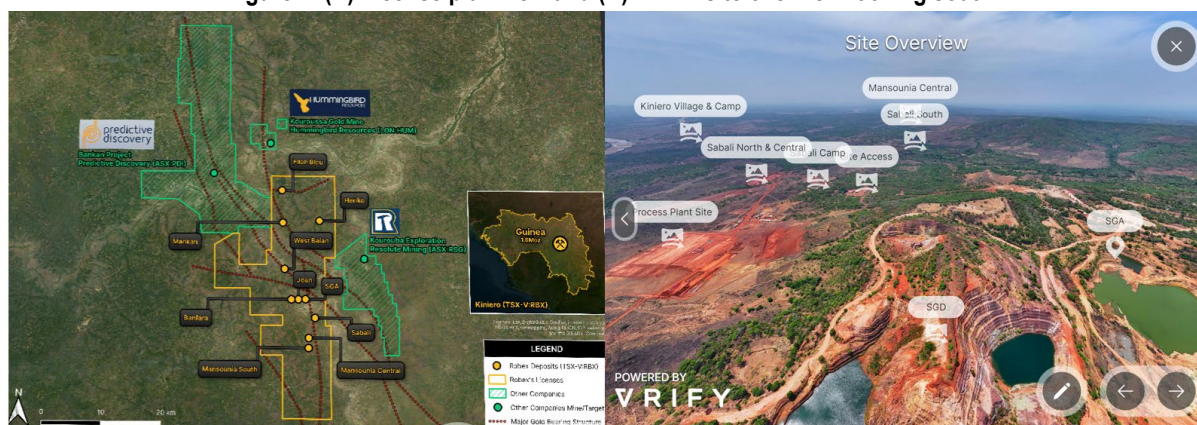 HUMMINGBIRD
RESOURCES
Kouroussa Gold Mine
Hummingbird Resources (LON:HUM)
predictive
discovery
Bankan Project
Predictive Discovery (ASX:PDI)
Mankan
West Balan
Kourouba Exploration
Resolute Mining (ASX:RSG)
Jean
SGA
Banfara
Sabali
Mansounia South
Mansounia Central
Guinea
Kiniero (TSX-V:RBX)
LEGEND
Robex Deposits (TSX-V:RBX)
Robex's Licenses
Other Companies
Other Companies Mine/Target
Major Gold Bearing Structure
N
0 10 20 km
Site Overview
Mansounia Central
Kiniero Village & Camp
Sabali South
Sabali North & Central
Sabali Camp
Site Access
Process Plant Site
SGA
SGD
POWERED BY
VRIFY